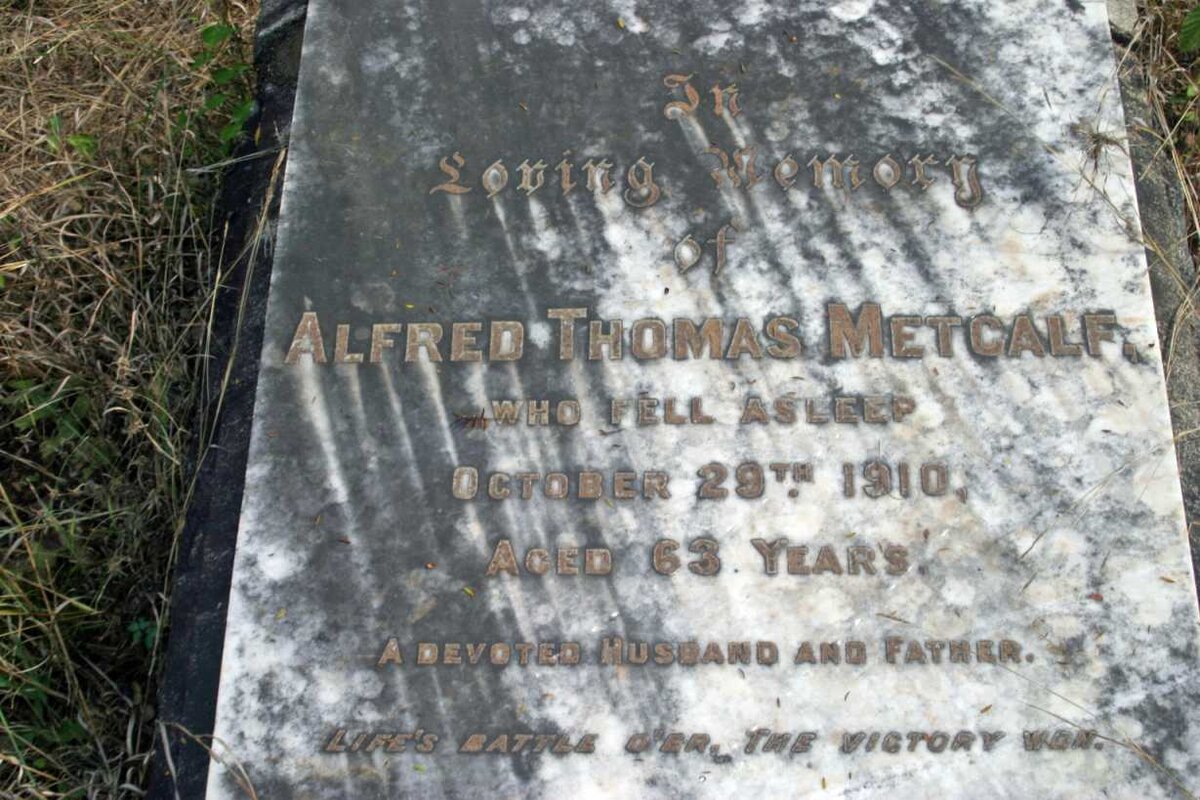 In
Loving Memory
of
ALFRED THOMAS METCALF,
WHO FELL ASLEEP
OCTOBER 29TH. 1910,
AGED 63 YEARS.
A DEVOTED HUSBAND AND FATHER.
LIFE'S BATTLE O'ER, THE VICTORY WON.